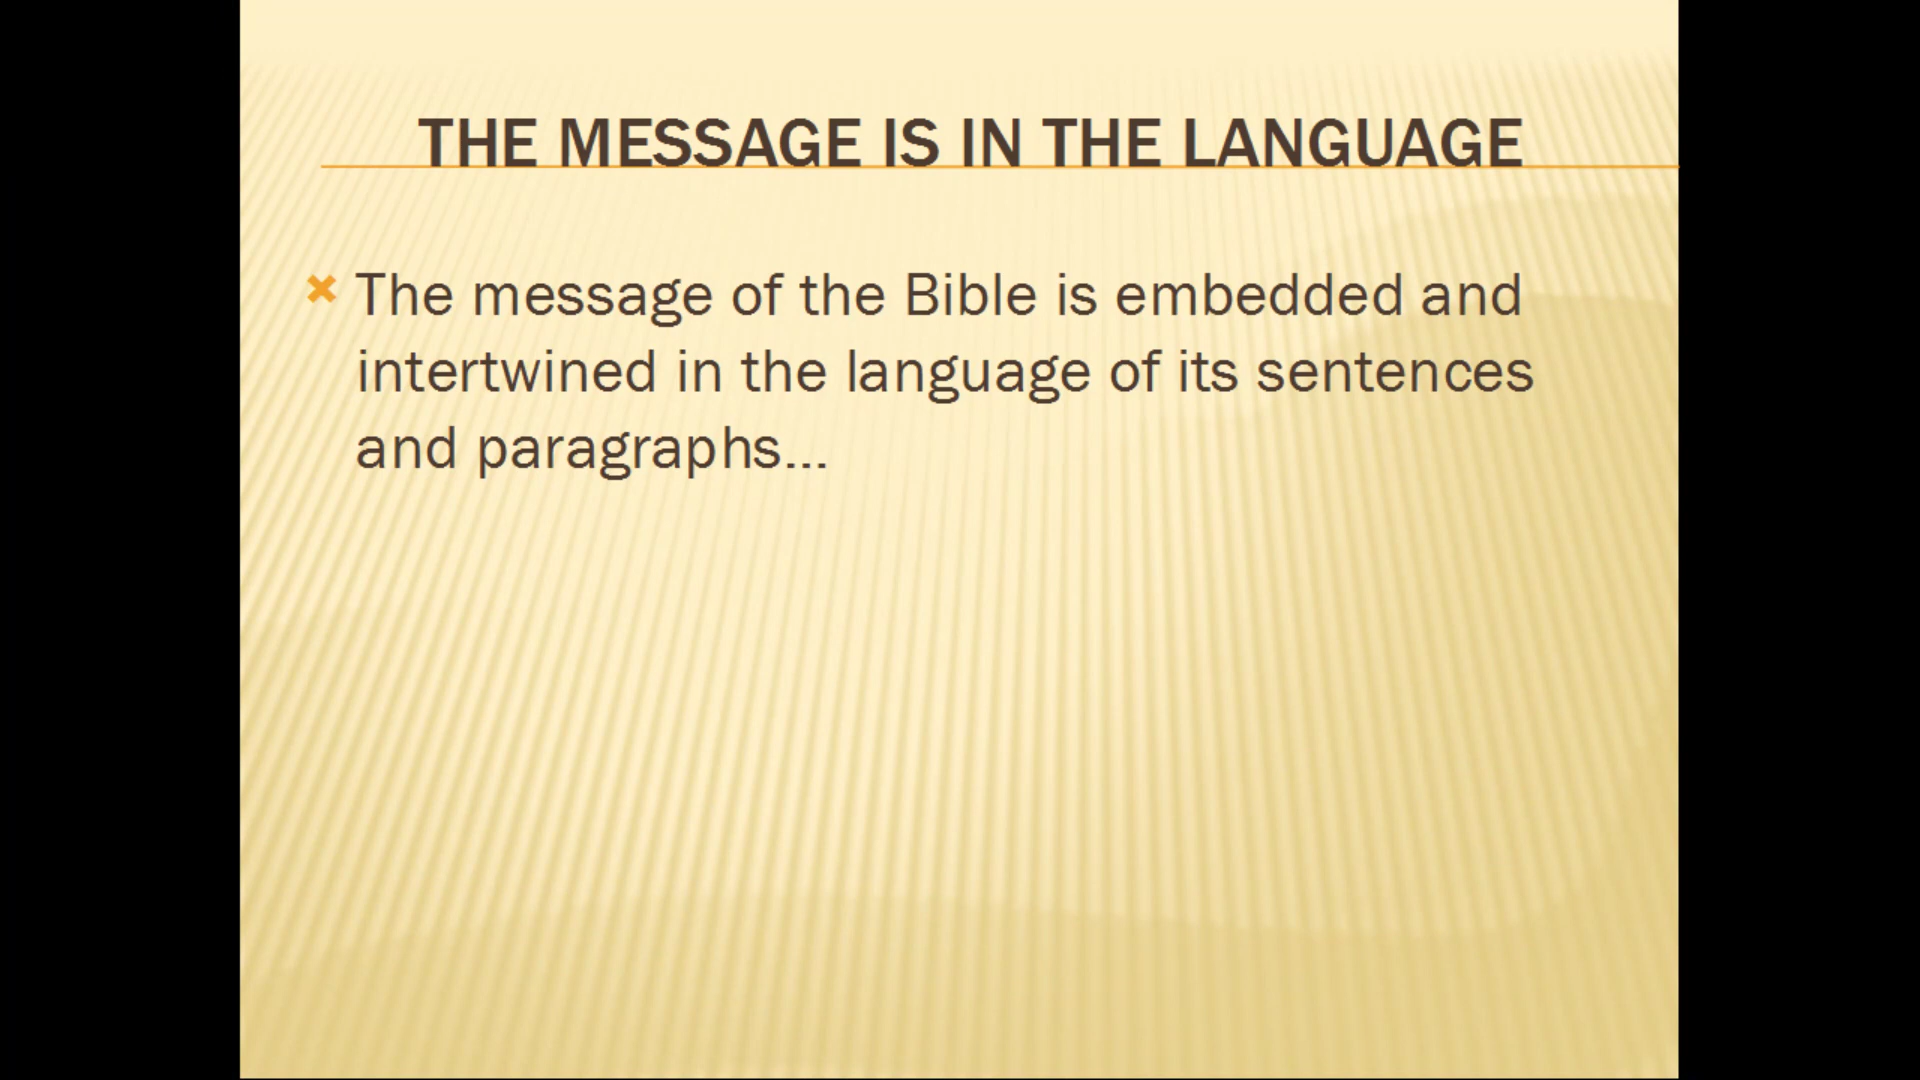 THE MESSAGE IS IN THE LANGUAGE
The message of the Bible is embedded and
intertwined in the language of its sentences
and paragraphs...